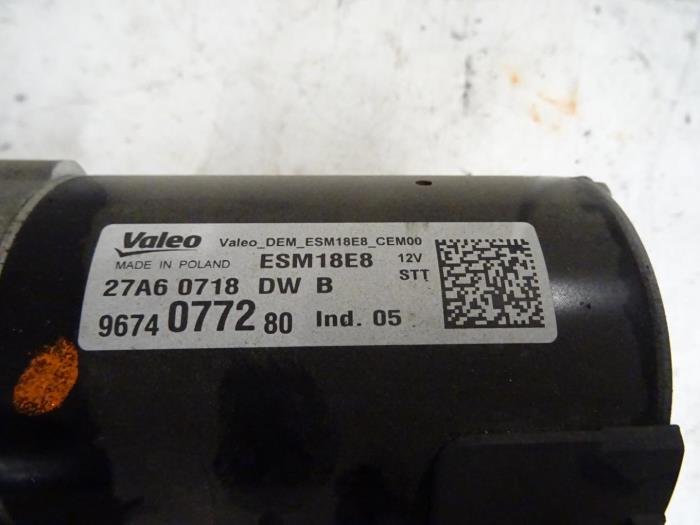 Valeo Valeo_DEM_ESM18E8_CEM00
MADE IN POLAND ESM18E8 12V
STT
27A6 0718 DW B
9674 0772 80 Ind. 05